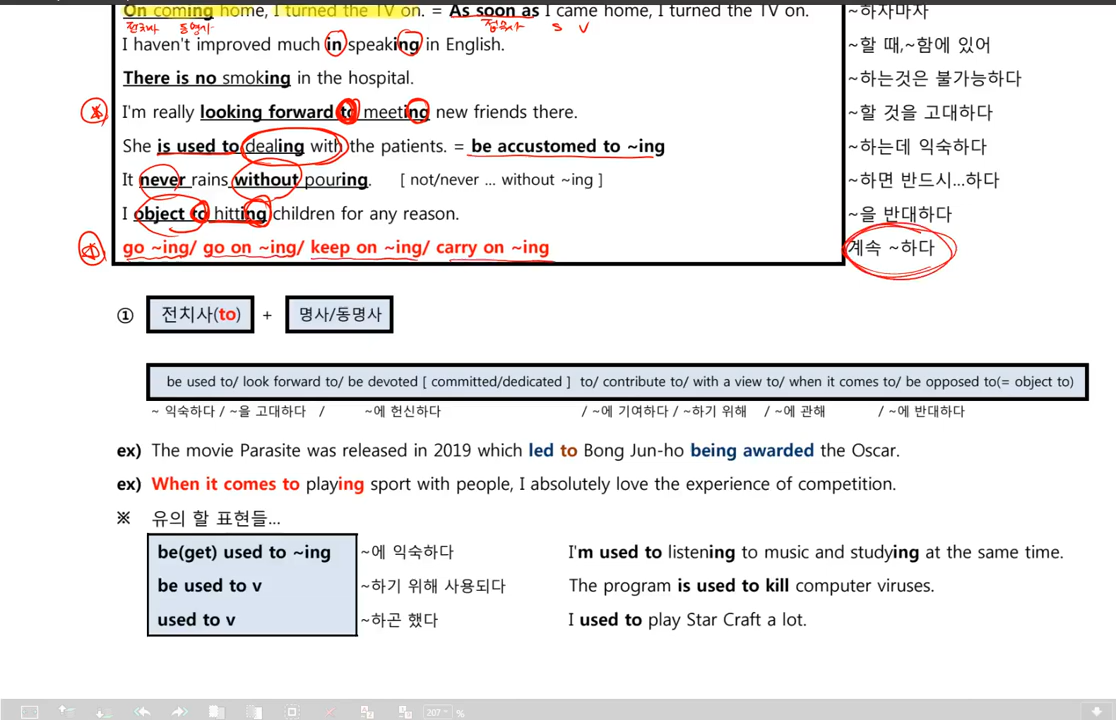 On coming home, I turned the TV on. = As soon as I came home, I turned the TV on. ~하자마자
전치사 동명사 접속사 S V
I haven't improved much in speaking in English. ~할 때,~함에 있어
There is no smoking in the hospital. ~하는것은 불가능하다
I'm really looking forward to meeting new friends there. ~할 것을 고대하다
She is used to dealing with the patients. = be accustomed to ~ing ~하는데 익숙하다
It never rains without pouring. [ not/never ... without ~ing ] ~하면 반드시...하다
I object to hitting children for any reason. ~을 반대하다
go ~ing/ go on ~ing/ keep on ~ing/ carry on ~ing 계속 ~하다
① 전치사(to) + 명사/동명사
be used to/ look forward to/ be devoted [ committed/dedicated ] to/ contribute to/ with a view to/ when it comes to/ be opposed to(= object to)
~ 익숙하다 / ~을 고대하다 / ~에 헌신하다 / ~에 기여하다 / ~하기 위해 / ~에 관해 / ~에 반대하다
ex) The movie Parasite was released in 2019 which led to Bong Jun-ho being awarded the Oscar.
ex) When it comes to playing sport with people, I absolutely love the experience of competition.
※ 유의 할 표현들...
be(get) used to ~ing ~에 익숙하다 I'm used to listening to music and studying at the same time.
be used to v ~하기 위해 사용되다 The program is used to kill computer viruses.
used to v ~하곤 했다 I used to play Star Craft a lot.
207 %